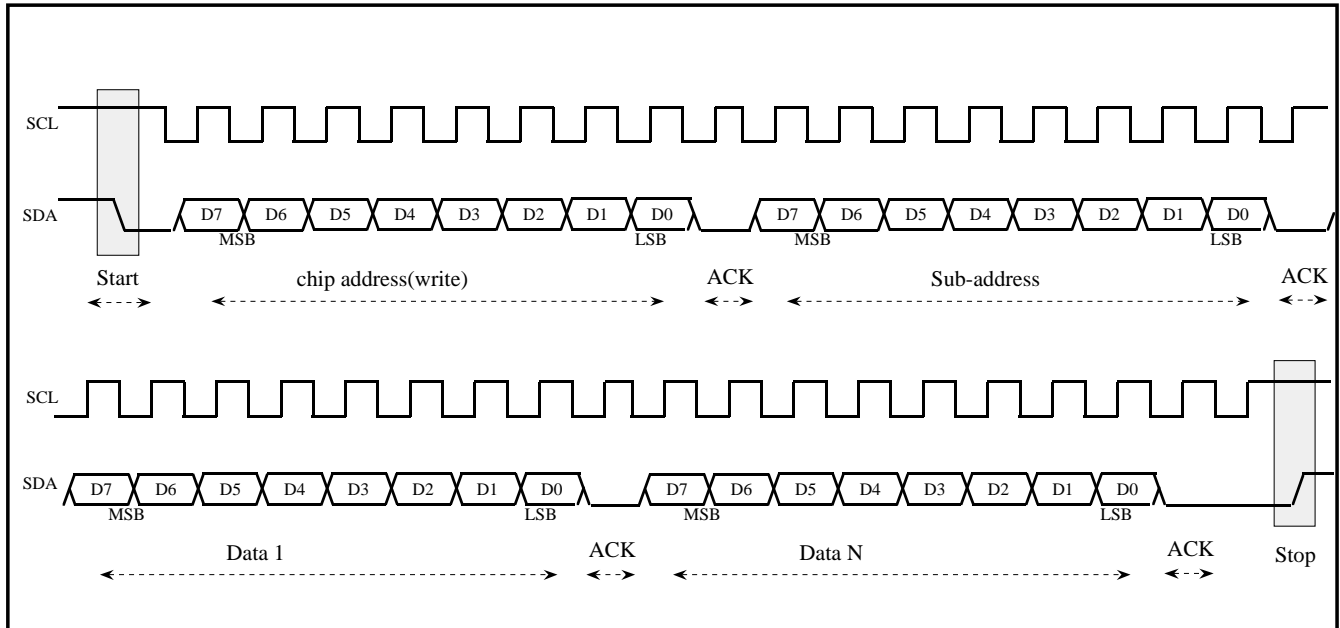 SCL
SDA D7 D6 D5 D4 D3 D2 D1 D0 D7 D6 D5 D4 D3 D2 D1 D0
MSB LSB MSB LSB
Start chip address(write) ACK Sub-address ACK
SCL
SDA D7 D6 D5 D4 D3 D2 D1 D0 D7 D6 D5 D4 D3 D2 D1 D0
MSB LSB MSB LSB
Data 1 ACK Data N ACK Stop